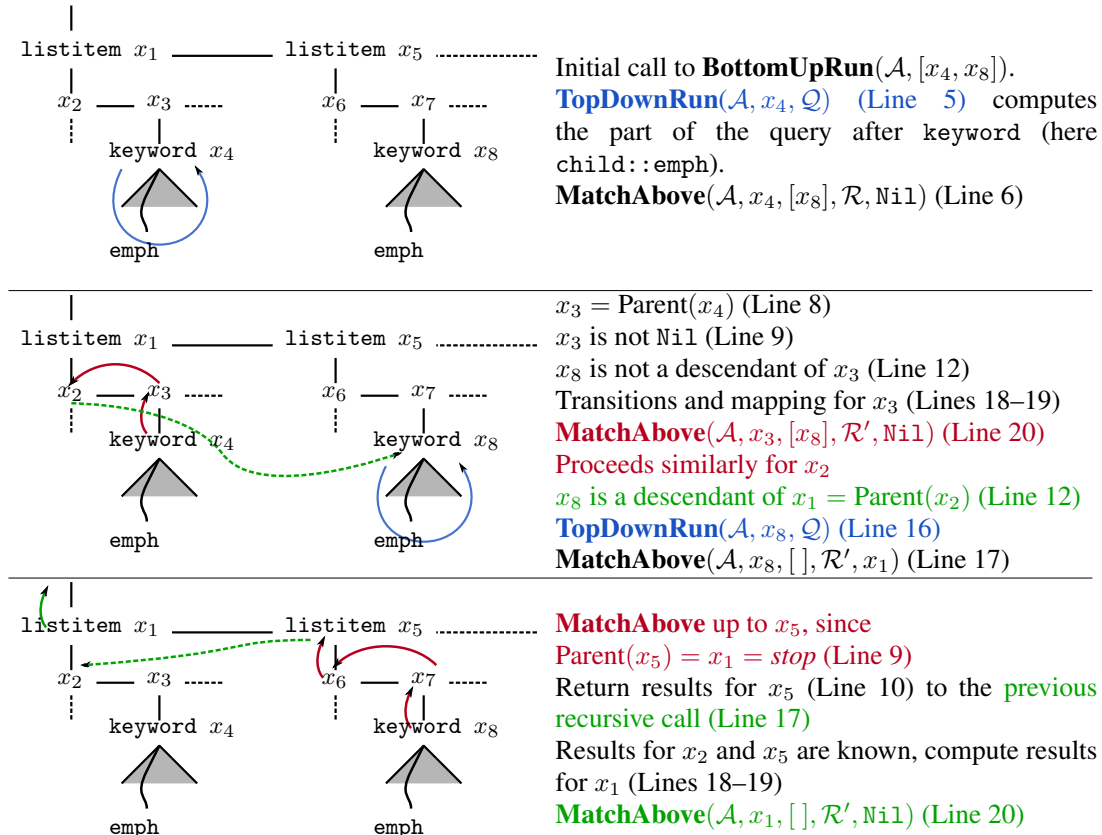 listitem x₁
listitem x₅
x₂
x₃
x₆
x₇
keyword x₄
keyword x₈
emph
emph
Initial call to BottomUpRun(𝒜, [x₄, x₈]).
TopDownRun(𝒜, x₄, 𝒬) (Line 5) computes
the part of the query after keyword (here
child::emph).
MatchAbove(𝒜, x₄, [x₈], ℛ, Nil) (Line 6)
listitem x₁
listitem x₅
x₂
x₃
x₆
x₇
keyword x₄
keyword x₈
emph
emph
x₃ = Parent(x₄) (Line 8)
x₃ is not Nil (Line 9)
x₈ is not a descendant of x₃ (Line 12)
Transitions and mapping for x₃ (Lines 18–19)
MatchAbove(𝒜, x₃, [x₈], ℛ′, Nil) (Line 20)
Proceeds similarly for x₂
x₈ is a descendant of x₁ = Parent(x₂) (Line 12)
TopDownRun(𝒜, x₈, 𝒬) (Line 16)
MatchAbove(𝒜, x₈, [ ], ℛ′, x₁) (Line 17)
listitem x₁
listitem x₅
x₂
x₃
x₆
x₇
keyword x₄
keyword x₈
emph
emph
MatchAbove up to x₅, since
Parent(x₅) = x₁ = stop (Line 9)
Return results for x₅ (Line 10) to the previous
recursive call (Line 17)
Results for x₂ and x₅ are known, compute results
for x₁ (Lines 18–19)
MatchAbove(𝒜, x₁, [ ], ℛ′, Nil) (Line 20)